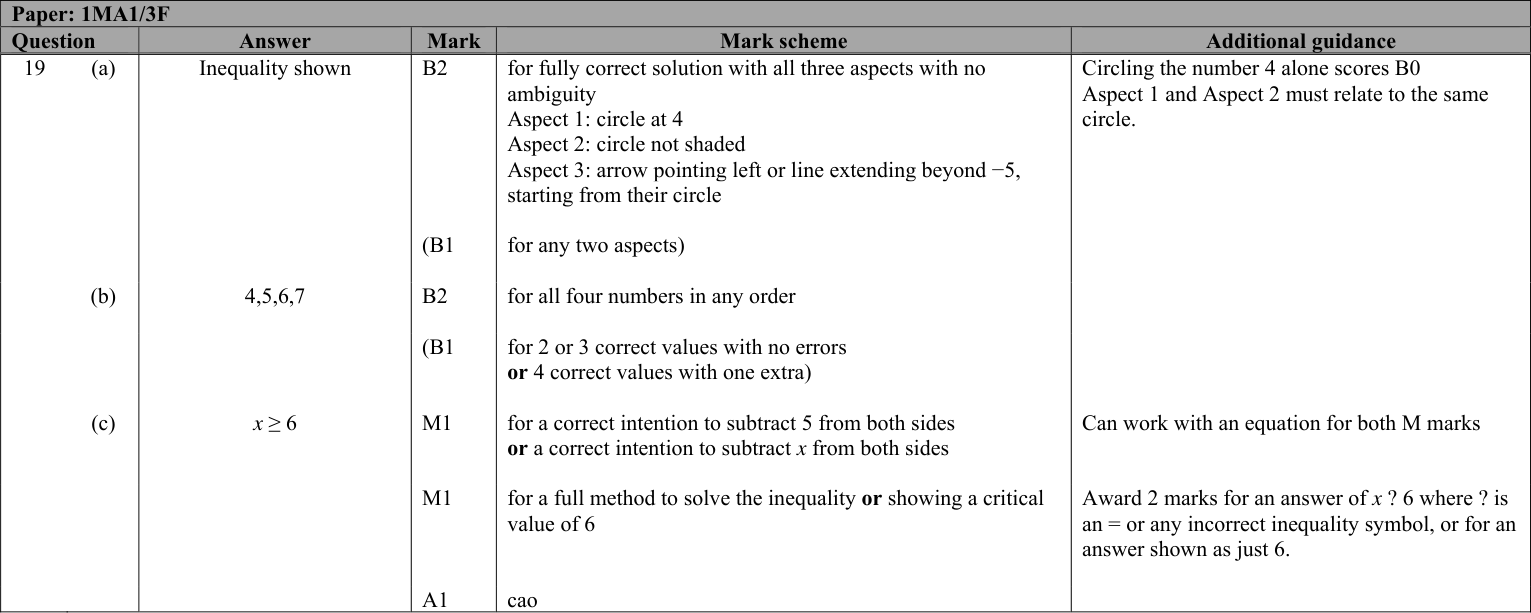 Paper: 1MA1/3F
Question Answer Mark Mark scheme Additional guidance
19 (a) Inequality shown B2 for fully correct solution with all three aspects with no Circling the number 4 alone scores B0
ambiguity Aspect 1 and Aspect 2 must relate to the same
Aspect 1: circle at 4 circle.
Aspect 2: circle not shaded
Aspect 3: arrow pointing left or line extending beyond −5,
starting from their circle
(B1 for any two aspects)
(b) 4,5,6,7 B2 for all four numbers in any order
(B1 for 2 or 3 correct values with no errors
or 4 correct values with one extra)
(c) x ≥ 6 M1 for a correct intention to subtract 5 from both sides Can work with an equation for both M marks
or a correct intention to subtract x from both sides
M1 for a full method to solve the inequality or showing a critical Award 2 marks for an answer of x ? 6 where ? is
value of 6 an = or any incorrect inequality symbol, or for an
answer shown as just 6.
A1 cao